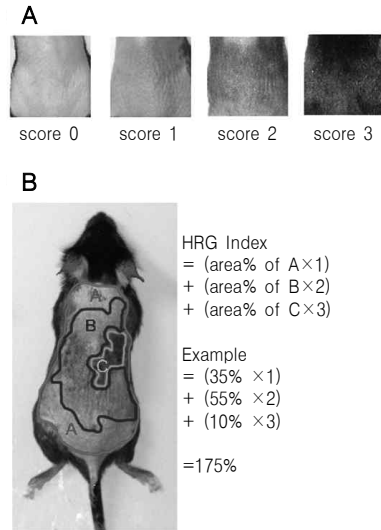 A
score 0 score 1 score 2 score 3
B
HRG Index
= (area% of A×1)
+ (area% of B×2)
+ (area% of C×3)
Example
= (35% ×1)
+ (55% ×2)
+ (10% ×3)
=175%
A
B
C
A